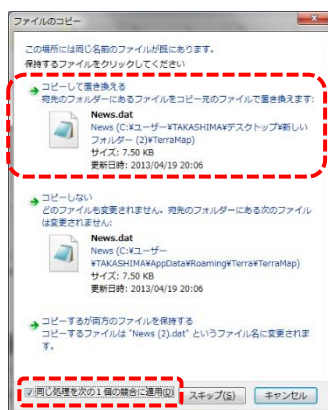 ファイルのコピー
この場所には同じ名前のファイルが既にあります。
保持するファイルをクリックしてください
コピーして置き換える
宛先のフォルダーにあるファイルをコピー元のファイルで置き換えます:
News.dat
News (C:¥ユーザー¥TAKASHIMA¥デスクトップ¥新しい
フォルダー (2)¥TerraMap)
サイズ: 7.50 KB
更新日時: 2013/04/19 20:06
コピーしない
どのファイルも変更されません。宛先のフォルダーにある次のファイル
は変更されません:
News.dat
News (C:¥ユーザー
¥TAKASHIMA¥AppData¥Roaming¥Terra¥TerraMap)
サイズ: 7.50 KB
更新日時: 2013/04/19 20:06
コピーするが両方のファイルを保持する
コピーするファイルは "News (2).dat" というファイル名に変更されま
す。
同じ処理を次の 1 個の競合に適用(D)
スキップ(S)
キャンセル